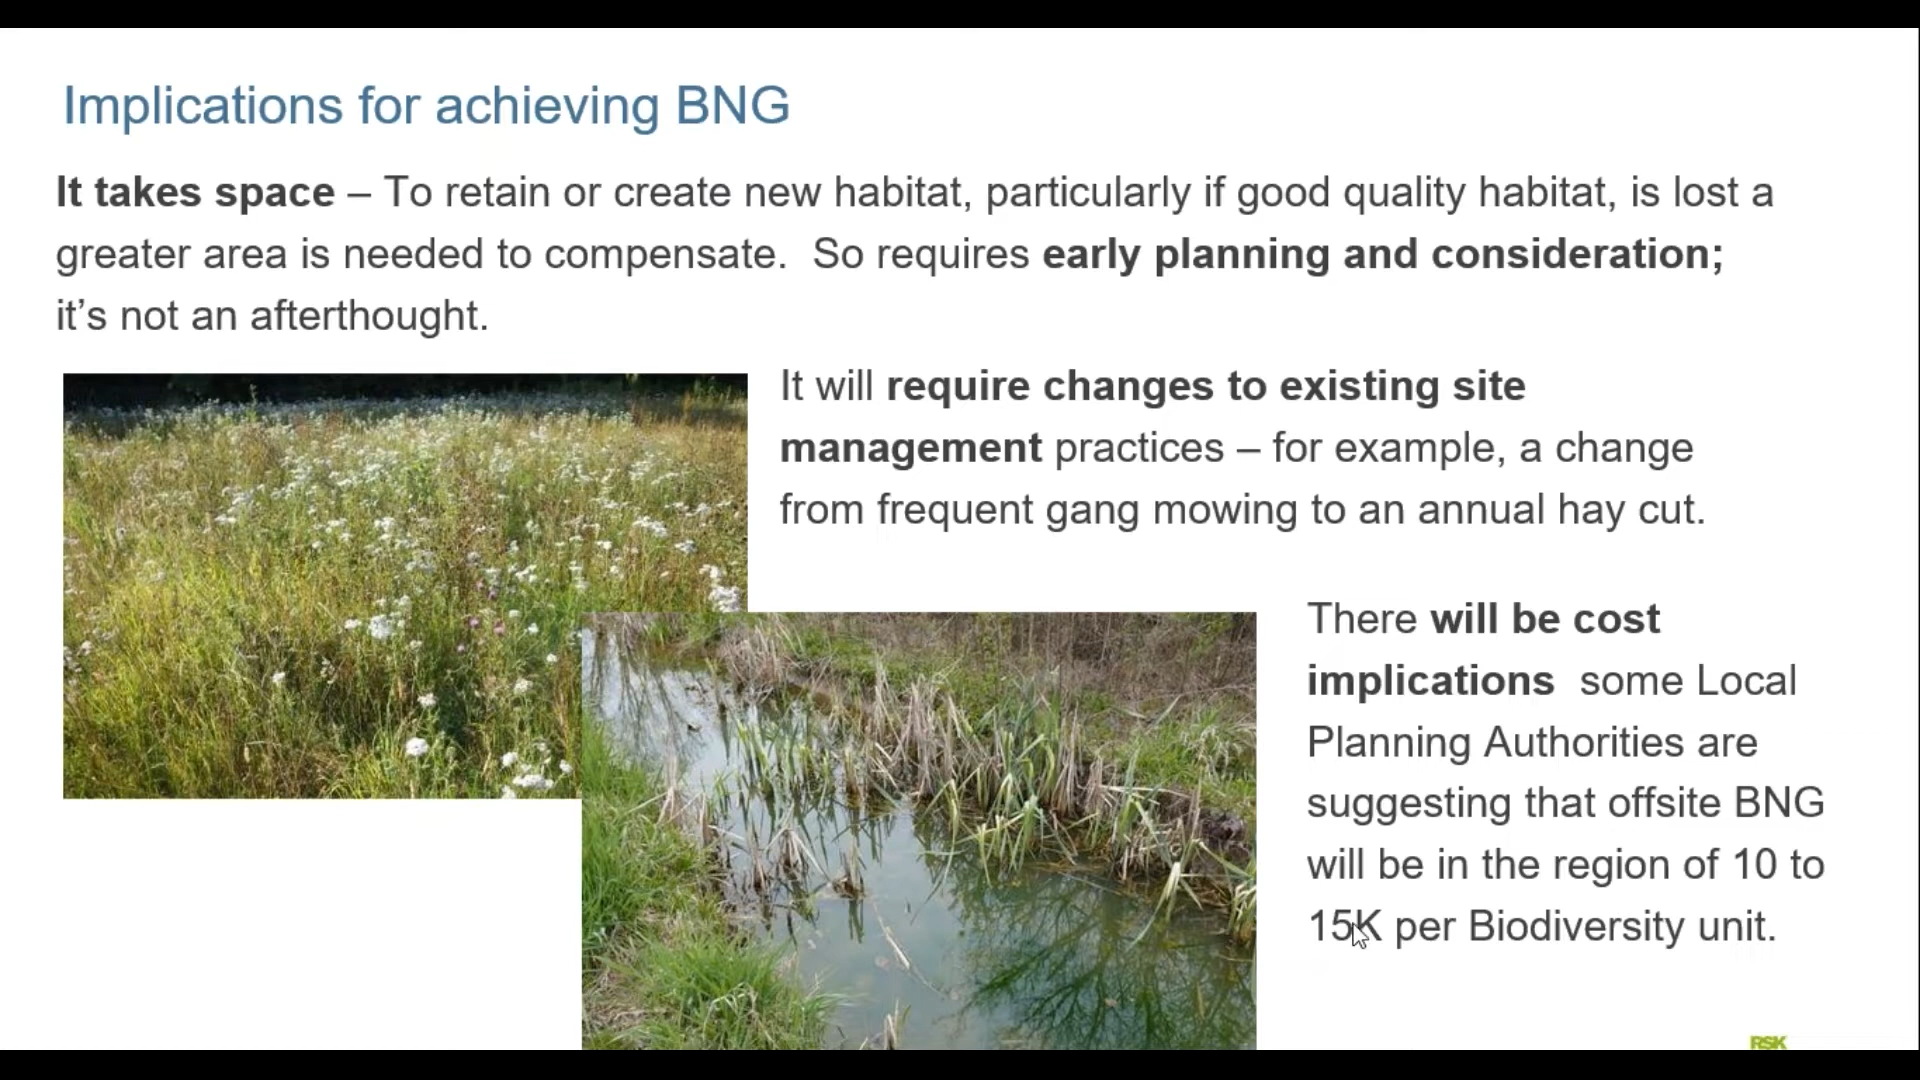 Implications for achieving BNG
It takes space – To retain or create new habitat, particularly if good quality habitat, is lost a
greater area is needed to compensate.  So requires early planning and consideration;
it’s not an afterthought.
It will require changes to existing site
management practices – for example, a change
from frequent gang mowing to an annual hay cut.
There will be cost
implications  some Local
Planning Authorities are
suggesting that offsite BNG
will be in the region of 10 to
15K per Biodiversity unit.
RSK